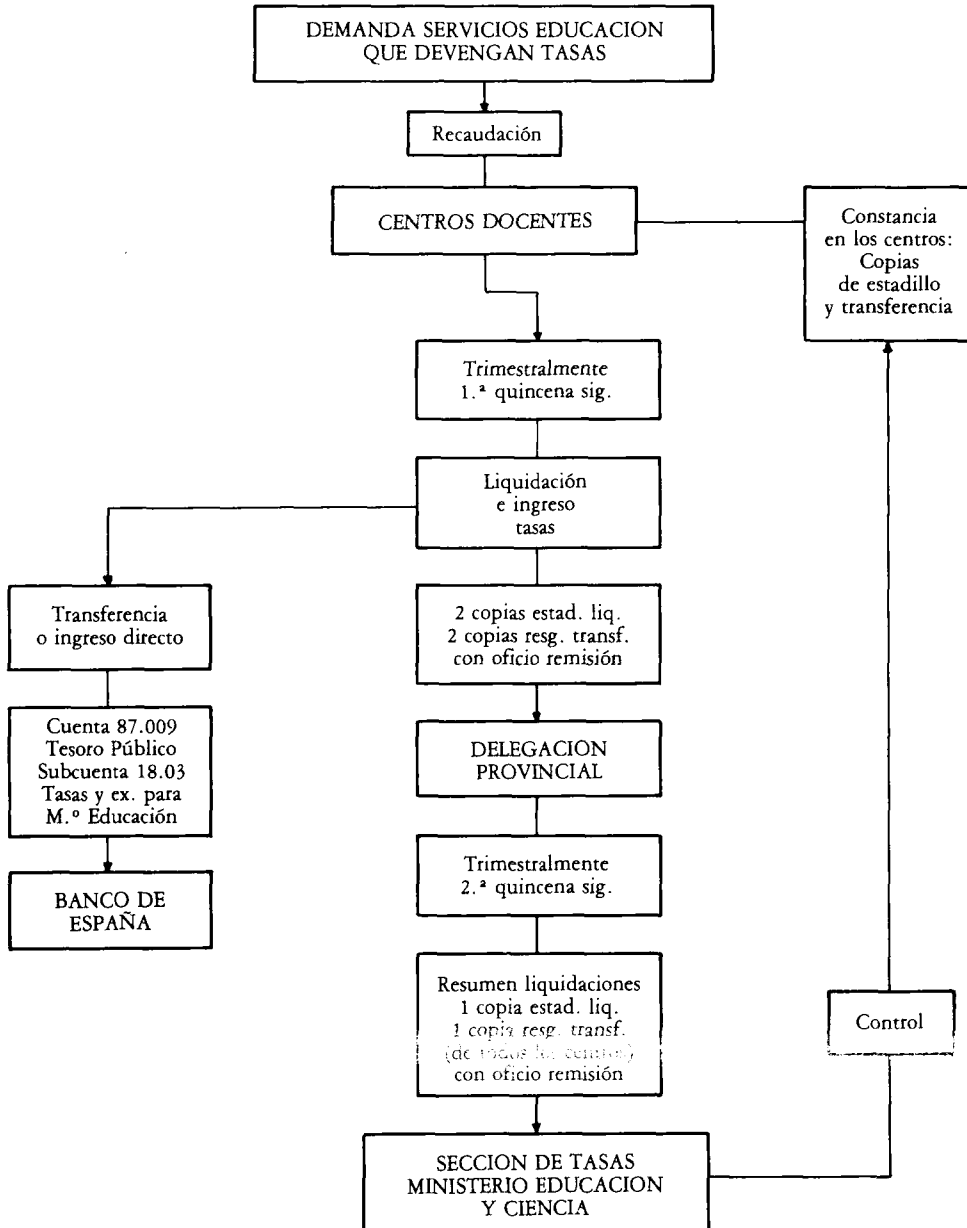 DEMANDA SERVICIOS EDUCACION
QUE DEVENGAN TASAS
Recaudación
CENTROS DOCENTES
Constancia
en los centros:
Copias
de estadillo
y transferencia
Trimestralmente
1.ª quincena sig.
Liquidación
e ingreso
tasas
Transferencia
o ingreso directo
2 copias estad. liq.
2 copias resg. transf.
con oficio remisión
Cuenta 87.009
Tesoro Público
Subcuenta 18.03
Tasas y ex. para
M.º Educación
DELEGACION
PROVINCIAL
BANCO DE
ESPAÑA
Trimestralmente
2.ª quincena sig.
Resumen liquidaciones
1 copia estad. liq.
1 copia resg. transf.
(de todos los centros)
con oficio remisión
Control
SECCION DE TASAS
MINISTERIO EDUCACION
Y CIENCIA